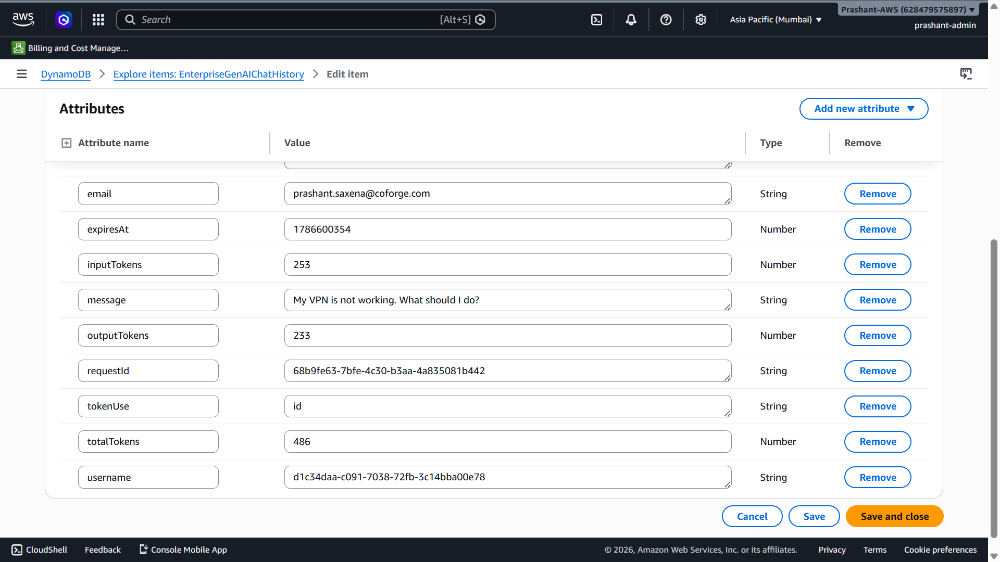 aws
Search
[Alt+S]
Asia Pacific (Mumbai) ▼
Prashant-AWS (628479575897) ▼
prashant-admin
Billing and Cost Manage...
DynamoDB > Explore items: EnterpriseGenAIChatHistory > Edit item
Attributes
Add new attribute ▼
Attribute name Value Type Remove
email prashant.saxena@coforge.com String Remove
expiresAt 1786600354 Number Remove
inputTokens 253 Number Remove
message My VPN is not working. What should I do? String Remove
outputTokens 233 Number Remove
requestId 68b9fe63-7bfe-4c30-b3aa-4a835081b442 String Remove
tokenUse id String Remove
totalTokens 486 Number Remove
username d1c34daa-c091-7038-72fb-3c14bba00e78 String Remove
Cancel Save Save and close
CloudShell Feedback Console Mobile App © 2026, Amazon Web Services, Inc. or its affiliates. Privacy Terms Cookie preferences